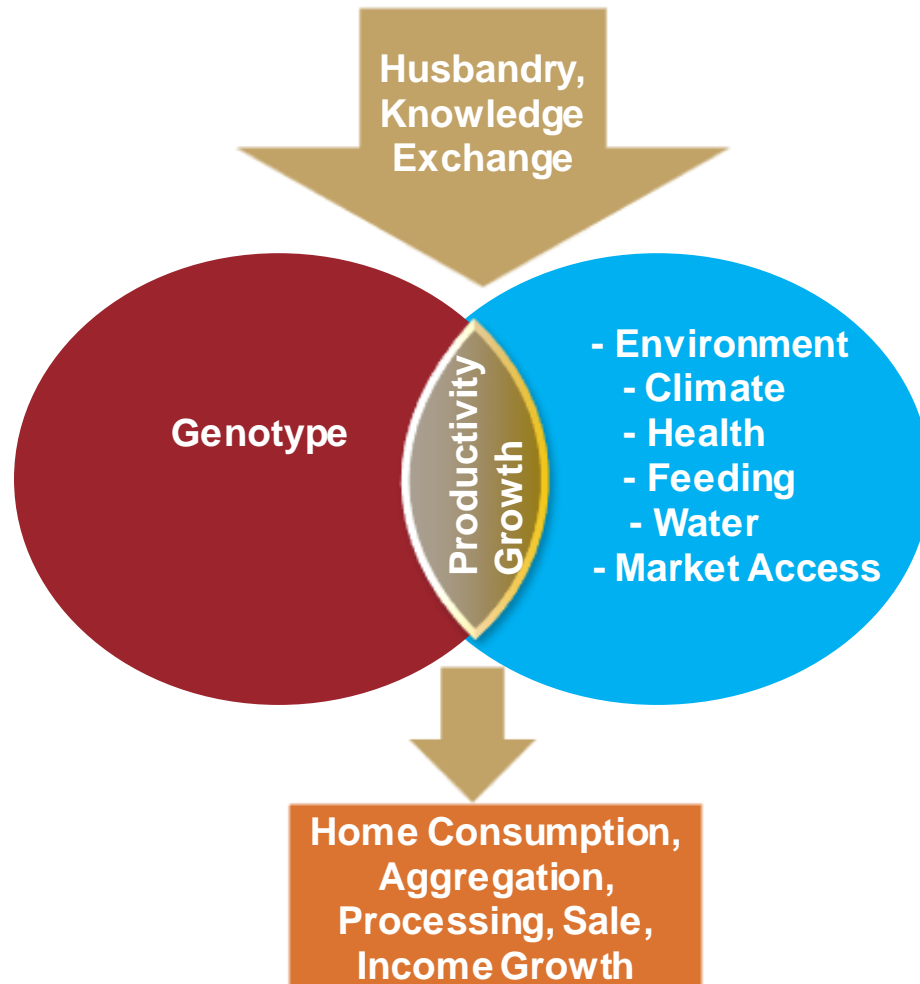 Husbandry,
Knowledge
Exchange
Genotype
Productivity
Growth
- Environment
- Climate
- Health
- Feeding
- Water
- Market Access
Home Consumption,
Aggregation,
Processing, Sale,
Income Growth